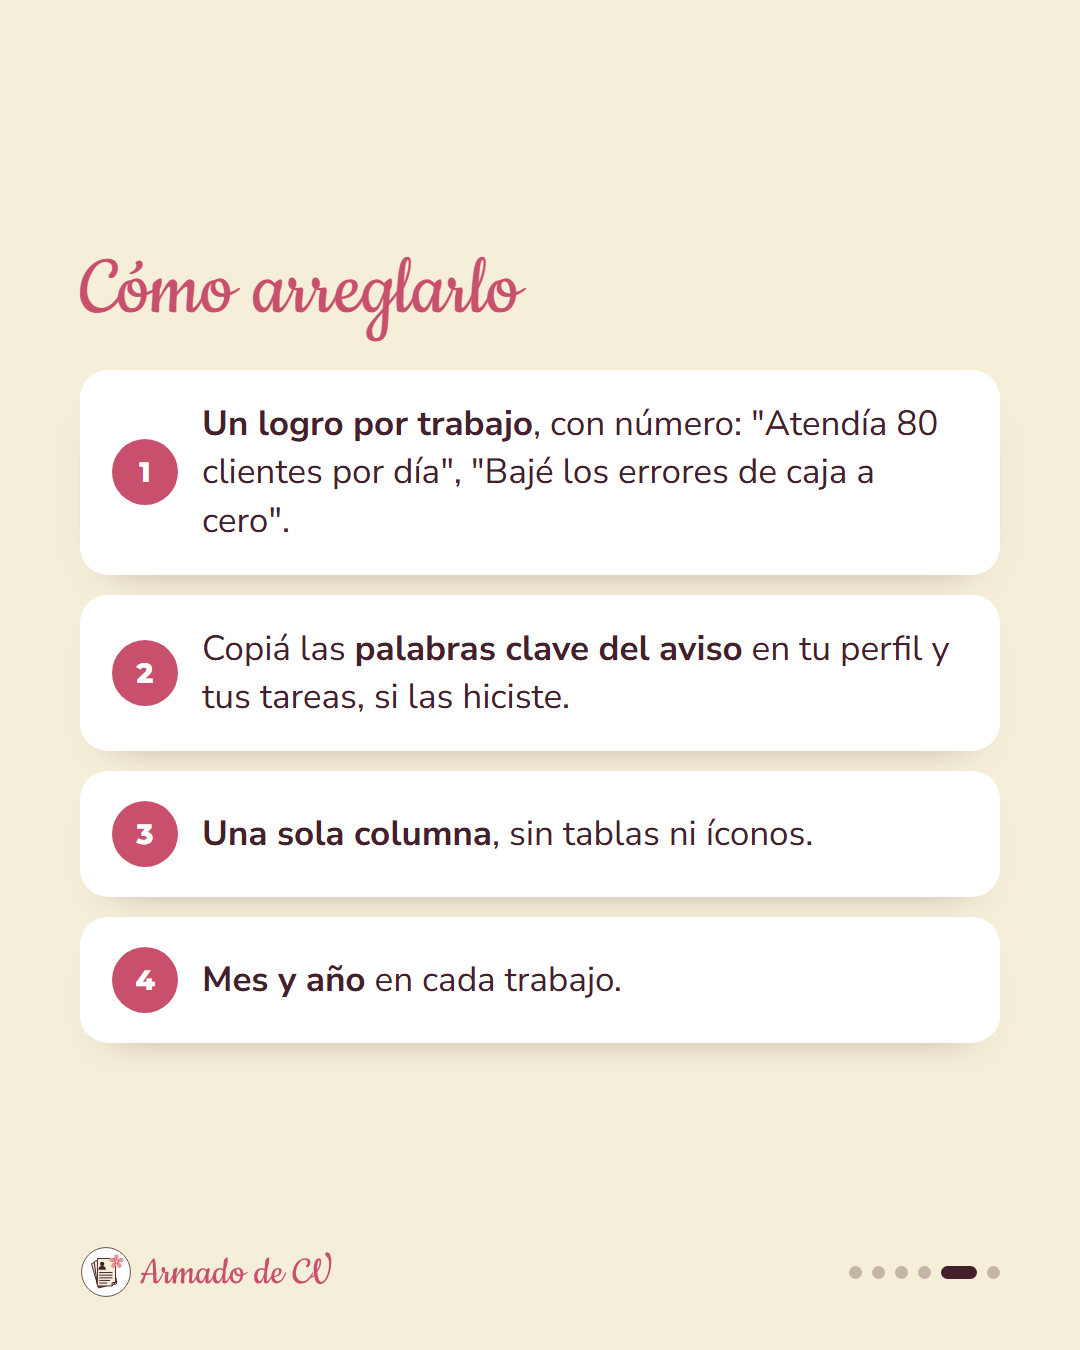 Cómo arreglarlo
1
Un logro por trabajo, con número: "Atendía 80
clientes por día", "Bajé los errores de caja a
cero".
2
Copiá las palabras clave del aviso en tu perfil y
tus tareas, si las hiciste.
3
Una sola columna, sin tablas ni íconos.
4
Mes y año en cada trabajo.
Armado de CV